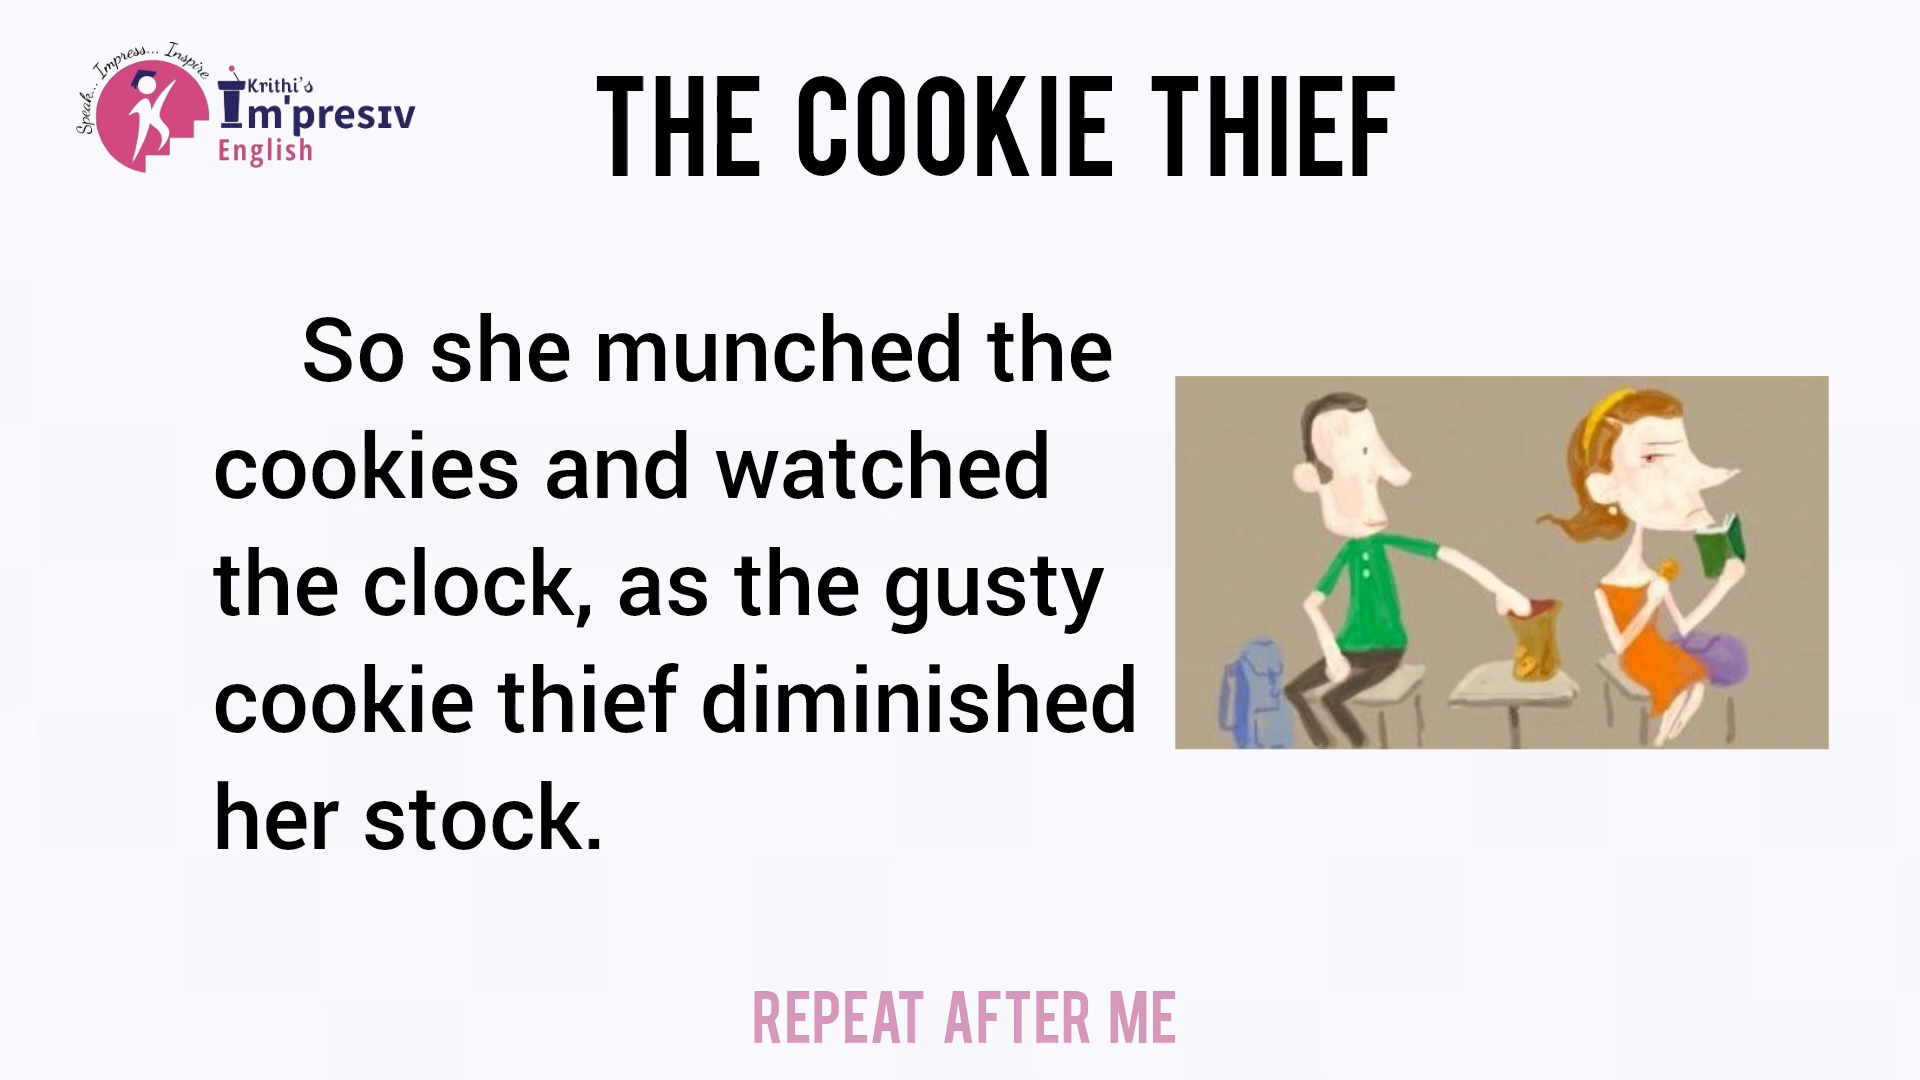 Speak... Impress... Inspire
Krithi's
Im'presıv
English
THE COOKIE THIEF
So she munched the
cookies and watched
the clock, as the gusty
cookie thief diminished
her stock.
REPEAT AFTER ME